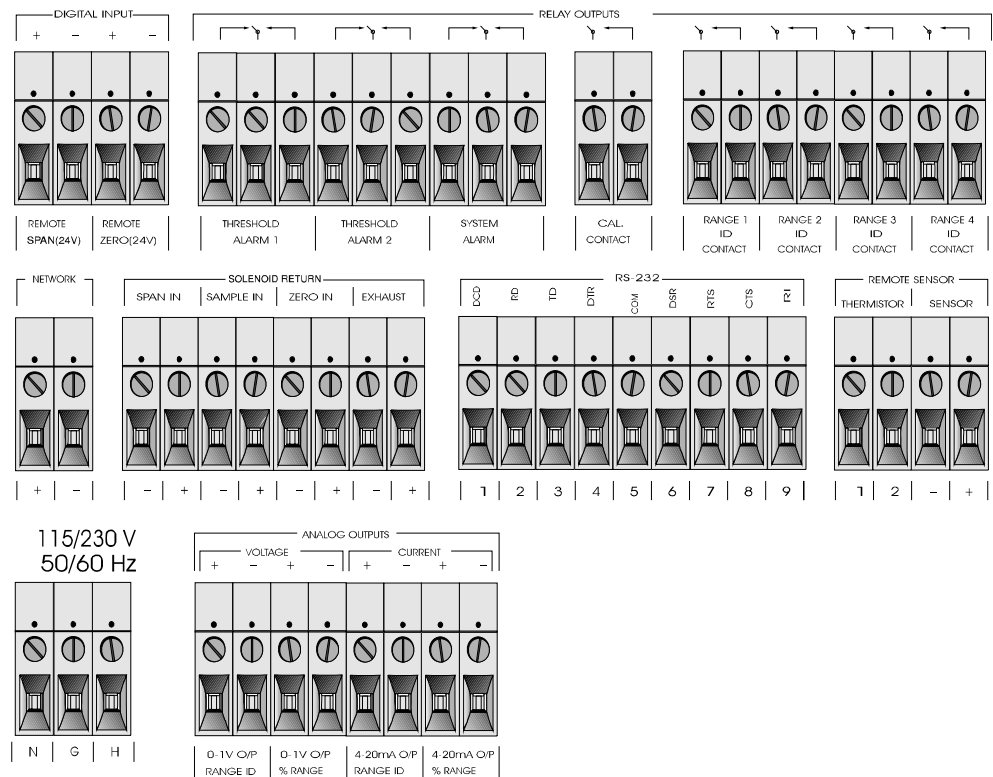 DIGITAL INPUT
RELAY OUTPUTS
+ − + −
REMOTE SPAN(24V)
REMOTE ZERO(24V)
THRESHOLD ALARM 1
THRESHOLD ALARM 2
SYSTEM ALARM
CAL. CONTACT
RANGE 1 ID CONTACT
RANGE 2 ID CONTACT
RANGE 3 ID CONTACT
RANGE 4 ID CONTACT
NETWORK
+ −
SOLENOID RETURN
SPAN IN SAMPLE IN ZERO IN EXHAUST
− + − + − + − +
RS-232
DCD RD TD DTR COM DSR RTS CTS RI
1 2 3 4 5 6 7 8 9
REMOTE SENSOR
THERMISTOR SENSOR
1 2 − +
115/230 V
50/60 Hz
N G H
ANALOG OUTPUTS
VOLTAGE CURRENT
+ − + − + − + −
0-1V O/P RANGE ID
0-1V O/P % RANGE
4-20mA O/P RANGE ID
4-20mA O/P % RANGE